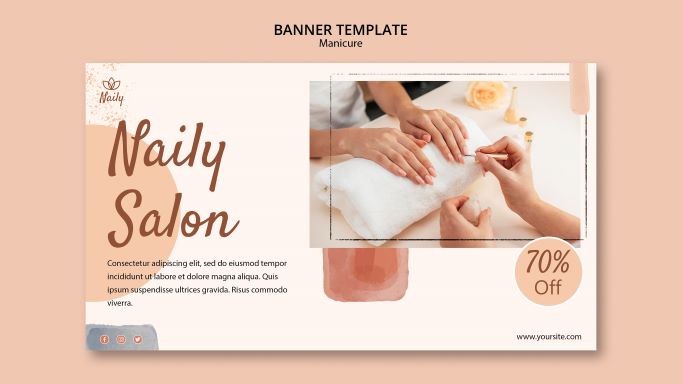 BANNER TEMPLATE
Manicure
Naily
Naily
Salon
Consectetur adipiscing elit, sed do eiusmod tempor
incididunt ut labore et dolore magna aliqua. Quis
ipsum suspendisse ultrices gravida. Risus commodo
viverra.
70%
Off
www.yoursite.com